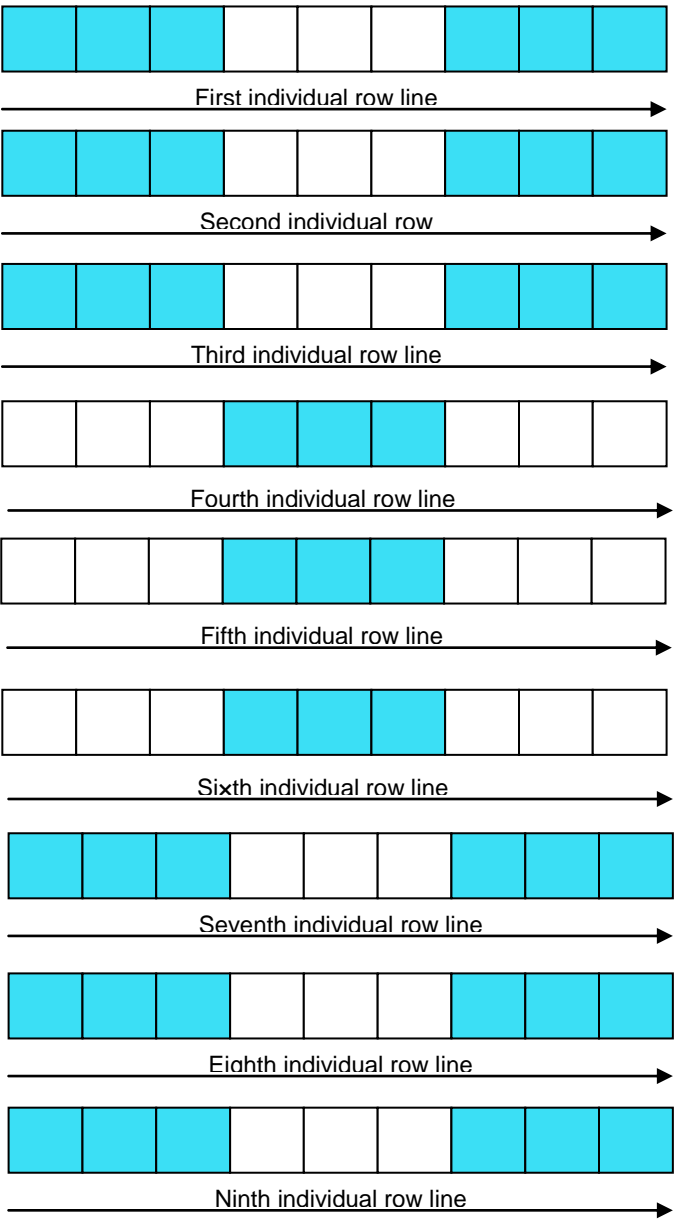 First individual row line
Second individual row
Third individual row line
Fourth individual row line
Fifth individual row line
Sixth individual row line
Seventh individual row line
Eighth individual row line
Ninth individual row line